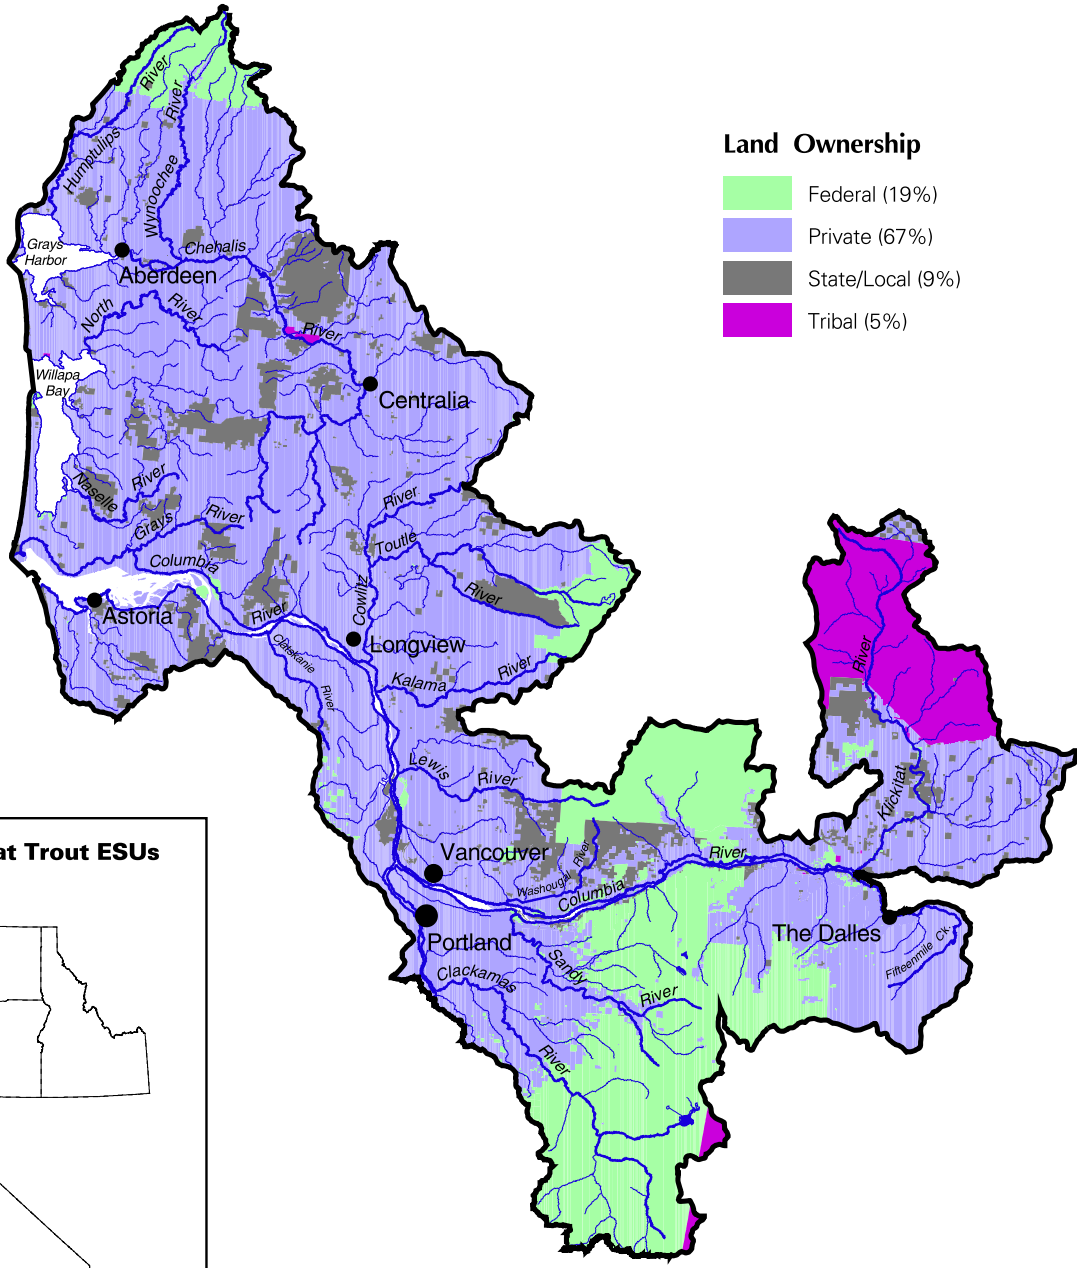 Land Ownership
Federal (19%)
Private (67%)
State/Local (9%)
Tribal (5%)
Humptulips
River
Wynoochee
River
Grays
Harbor
Chehalis
Aberdeen
North
River
River
Willapa
Bay
Centralia
Naselle
River
Grays
River
River
Toutle
Columbia
Cowlitz
River
River
Astoria
Clatskanie
River
Longview
Kalama
River
River
Lewis
River
Klickitat
Vancouver
Washougal
River
River
Columbia
Portland
The Dalles
Fifteenmile Ck.
Clackamas
Sandy
River
River
at Trout ESUs